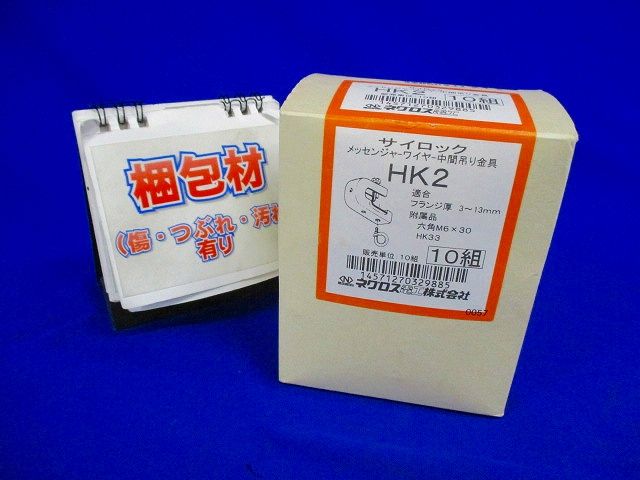 梱包材
(傷・つぶれ・汚れ
有り
HK2
10組
サイロック
メッセンジャーワイヤー中間吊り金具
HK2
適合
フランジ厚 3~13mm
附属品
六角M6×30
HK33
販売単位 10組
10組
14571270329885
ネグロス電工株式会社
0057